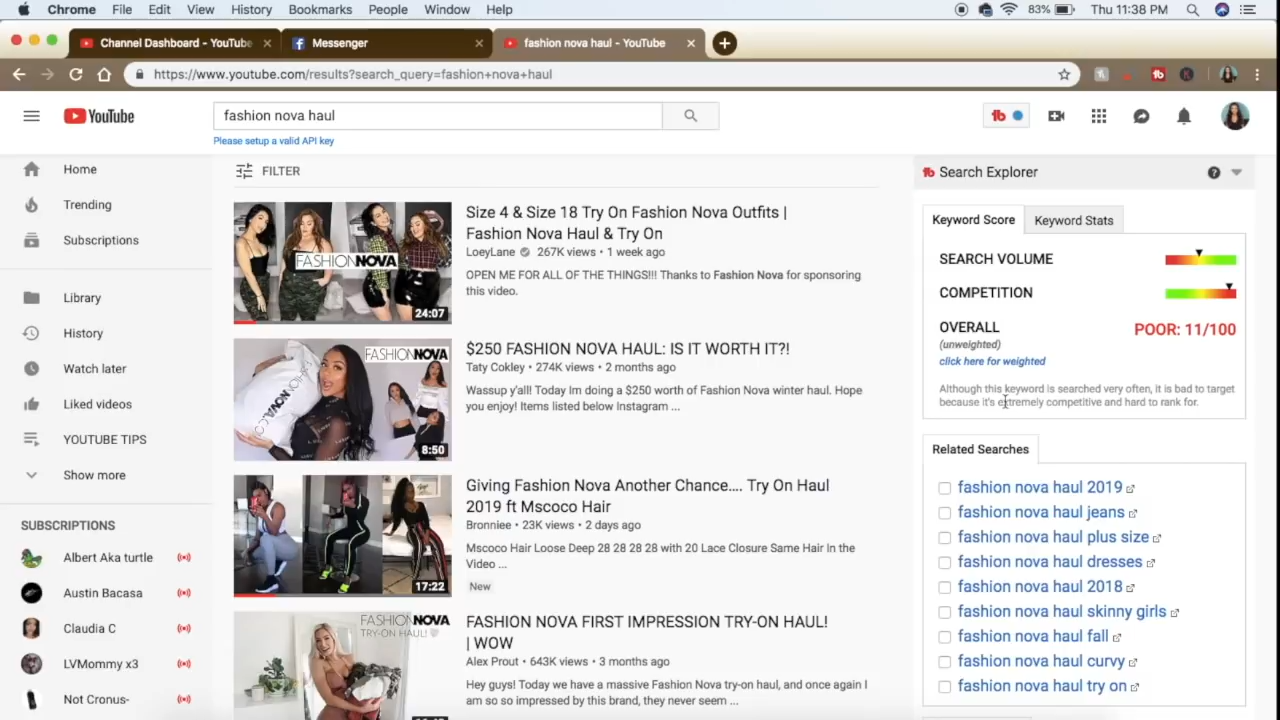 Chrome File Edit View History Bookmarks People Window Help 83% Thu 11:38 PM
Channel Dashboard - YouTube Messenger fashion nova haul - YouTube
https://www.youtube.com/results?search_query=fashion+nova+haul
YouTube fashion nova haul
Please setup a valid API key
Home
Trending
Subscriptions
Library
History
Watch later
Liked videos
YOUTUBE TIPS
Show more
SUBSCRIPTIONS
Albert Aka turtle
Austin Bacasa
Claudia C
LVMommy x3
Not Cronus-
FILTER
FASHIONNOVA
24:07
Size 4 & Size 18 Try On Fashion Nova Outfits |
Fashion Nova Haul & Try On
LoeyLane 267K views • 1 week ago
OPEN ME FOR ALL OF THE THINGS!!! Thanks to Fashion Nova for sponsoring
this video.
FASHIONNOVA
8:50
$250 FASHION NOVA HAUL: IS IT WORTH IT?!
Taty Cokley • 274K views • 2 months ago
Wassup y'all! Today Im doing a $250 worth of Fashion Nova winter haul. Hope
you enjoy! Items listed below Instagram ...
17:22
Giving Fashion Nova Another Chance.... Try On Haul
2019 ft Mscoco Hair
Bronniee • 23K views • 2 days ago
Mscoco Hair Loose Deep 28 28 28 28 with 20 Lace Closure Same Hair In the
Video ...
New
FASHIONNOVA
TRY-ON HAUL!
FASHION NOVA FIRST IMPRESSION TRY-ON HAUL!
| WOW
Alex Prout • 643K views • 3 months ago
Hey guys! Today we have a massive Fashion Nova try-on haul, and once again I
am so so impressed by this brand, they never seem ...
tb Search Explorer
Keyword Score Keyword Stats
SEARCH VOLUME
COMPETITION
OVERALL POOR: 11/100
(unweighted)
click here for weighted
Although this keyword is searched very often, it is bad to target
because it's extremely competitive and hard to rank for.
Related Searches
fashion nova haul 2019
fashion nova haul jeans
fashion nova haul plus size
fashion nova haul dresses
fashion nova haul 2018
fashion nova haul skinny girls
fashion nova haul fall
fashion nova haul curvy
fashion nova haul try on